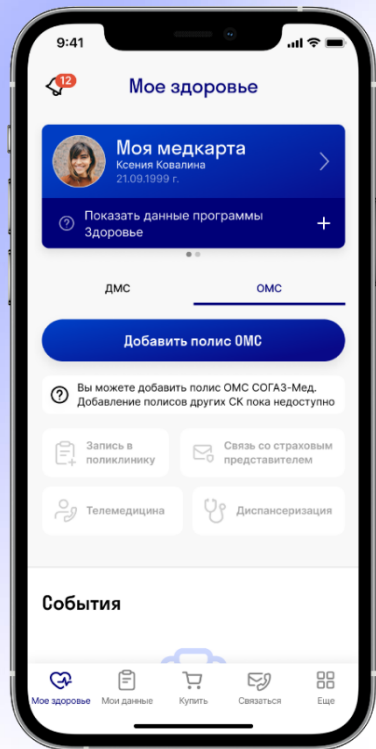 9:41
12
Мое здоровье
Моя медкарта
Ксения Ковалина
21.09.1999 г.
Показать данные программы
Здоровье
ДМС
ОМС
Добавить полис ОМС
Вы можете добавить полис ОМС СОГАЗ-Мед.
Добавление полисов других СК пока недоступно
Запись в
поликлинику
Связь со страховым
представителем
Телемедицина
Диспансеризация
События
Мое здоровье
Мои данные
Купить
Связаться
Еще